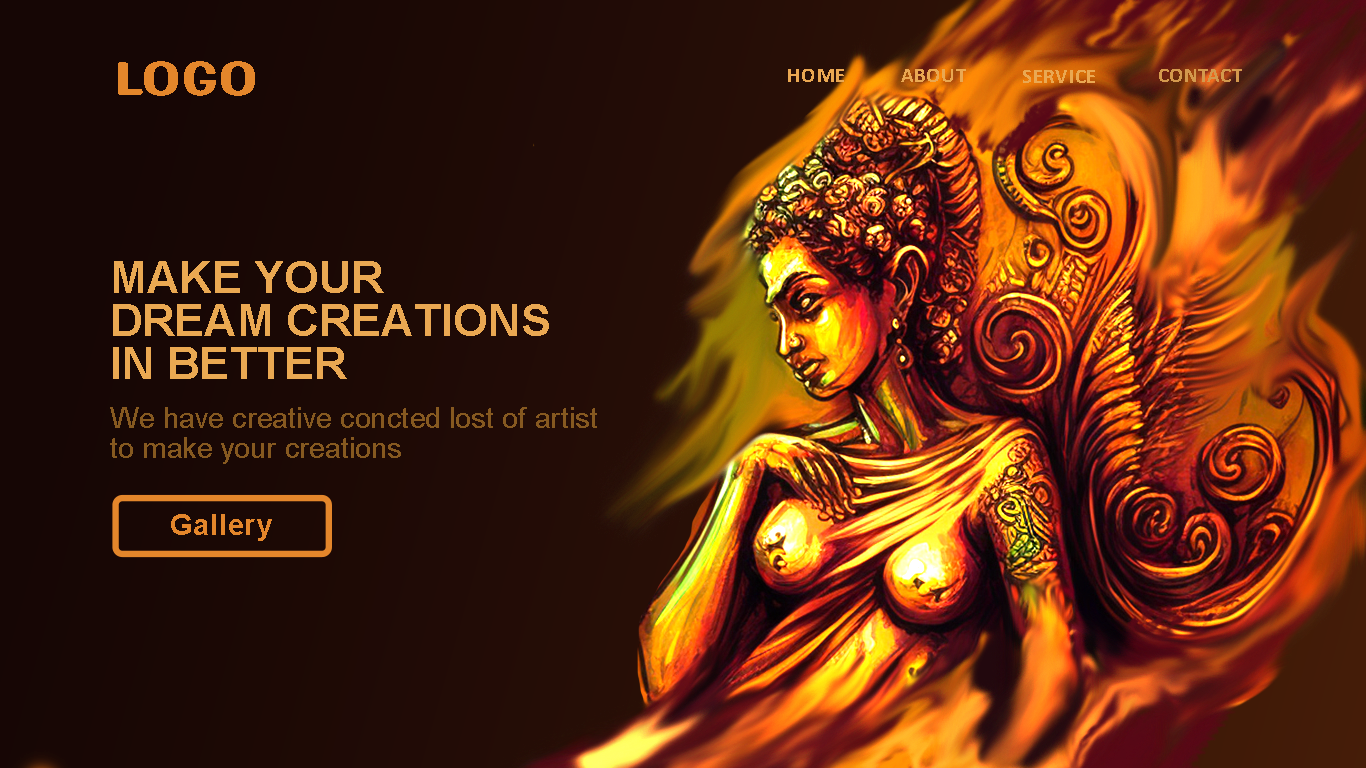 LOGO
HOME ABOUT SERVICE CONTACT
MAKE YOUR
DREAM CREATIONS
IN BETTER
We have creative concted lost of artist
to make your creations
Gallery